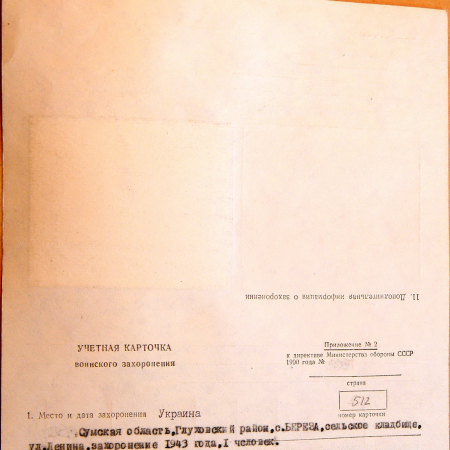 11. Дополнительная информация о захоронении
УЧЕТНАЯ КАРТОЧКА
воинского захоронения
Приложение № 2
к директиве Министерства обороны СССР
1990 года №
страна
512
номер карточки
1. Место и дата захоронения Украина
Сумская область,Глуховский район,с.БЕРЕЗА,сельское кладбище,
ул.Ленина,захоронение 1943 года,1 человек.